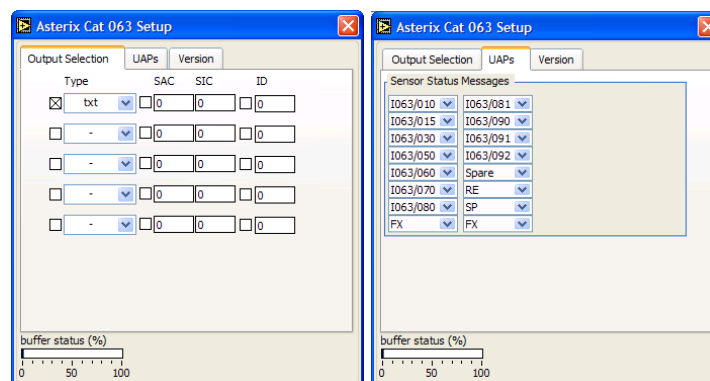 Asterix Cat 063 Setup
Output Selection UAPs Version
Type SAC SIC ID
txt 0 0 0
- 0 0 0
- 0 0 0
- 0 0 0
- 0 0 0
buffer status (%)
0 50 100
Asterix Cat 063 Setup
Output Selection UAPs Version
Sensor Status Messages
I063/010 I063/081
I063/015 I063/090
I063/030 I063/091
I063/050 I063/092
I063/060 Spare
I063/070 RE
I063/080 SP
FX FX
buffer status (%)
0 50 100